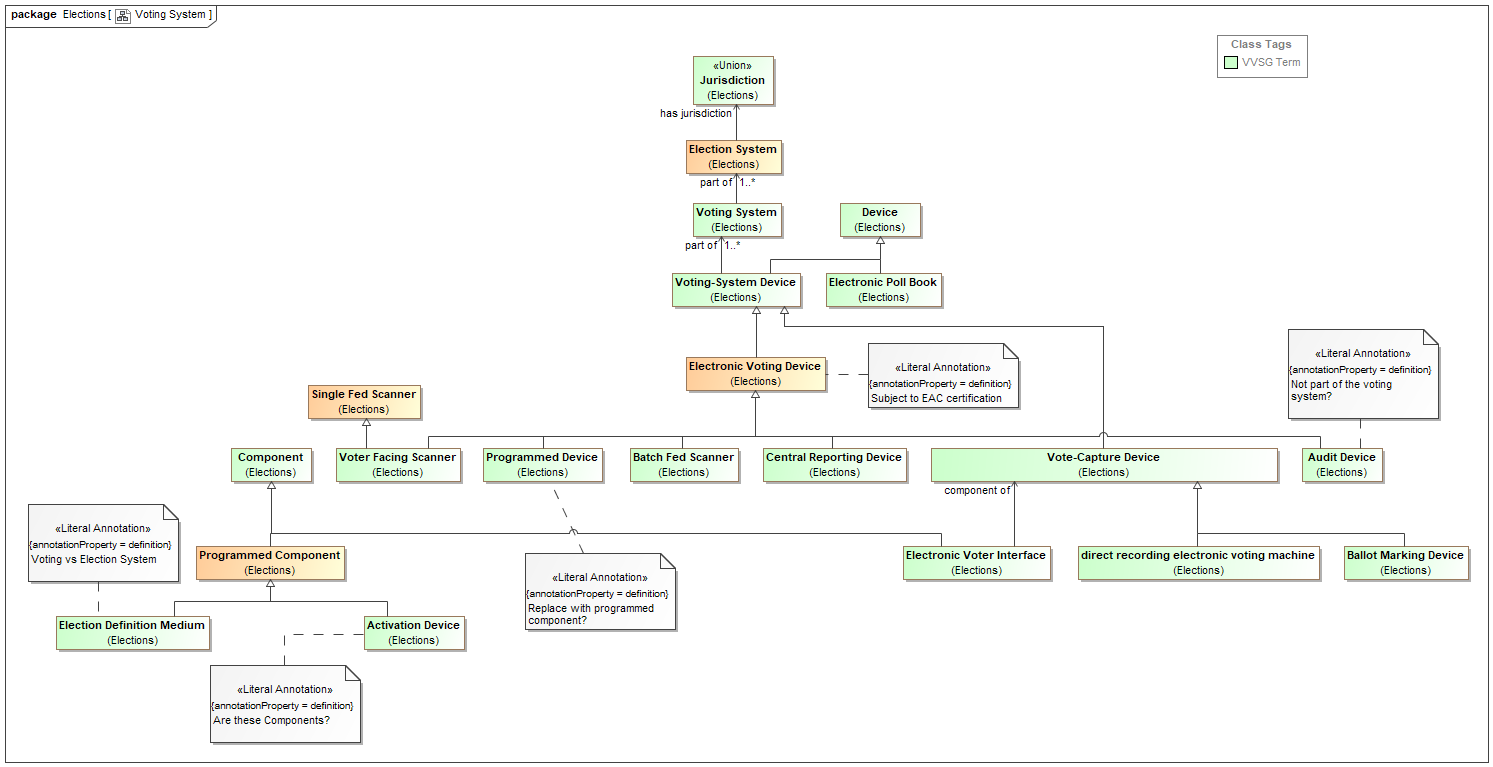 package Elections [ Voting System ]
Class Tags
VVSG Term
«Union»
Jurisdiction
(Elections)
has jurisdiction
Election System
(Elections)
part of 1..*
Voting System
(Elections)
Device
(Elections)
part of 1..*
Voting-System Device
(Elections)
Electronic Poll Book
(Elections)
Electronic Voting Device
(Elections)
«Literal Annotation»
{annotationProperty = definition}
Subject to EAC certification
«Literal Annotation»
{annotationProperty = definition}
Not part of the voting
system?
Single Fed Scanner
(Elections)
Component
(Elections)
Voter Facing Scanner
(Elections)
Programmed Device
(Elections)
Batch Fed Scanner
(Elections)
Central Reporting Device
(Elections)
Vote-Capture Device
(Elections)
Audit Device
(Elections)
component of
«Literal Annotation»
{annotationProperty = definition}
Voting vs Election System
Programmed Component
(Elections)
Electronic Voter Interface
(Elections)
direct recording electronic voting machine
(Elections)
Ballot Marking Device
(Elections)
«Literal Annotation»
{annotationProperty = definition}
Replace with programmed
component?
Election Definition Medium
(Elections)
Activation Device
(Elections)
«Literal Annotation»
{annotationProperty = definition}
Are these Components?